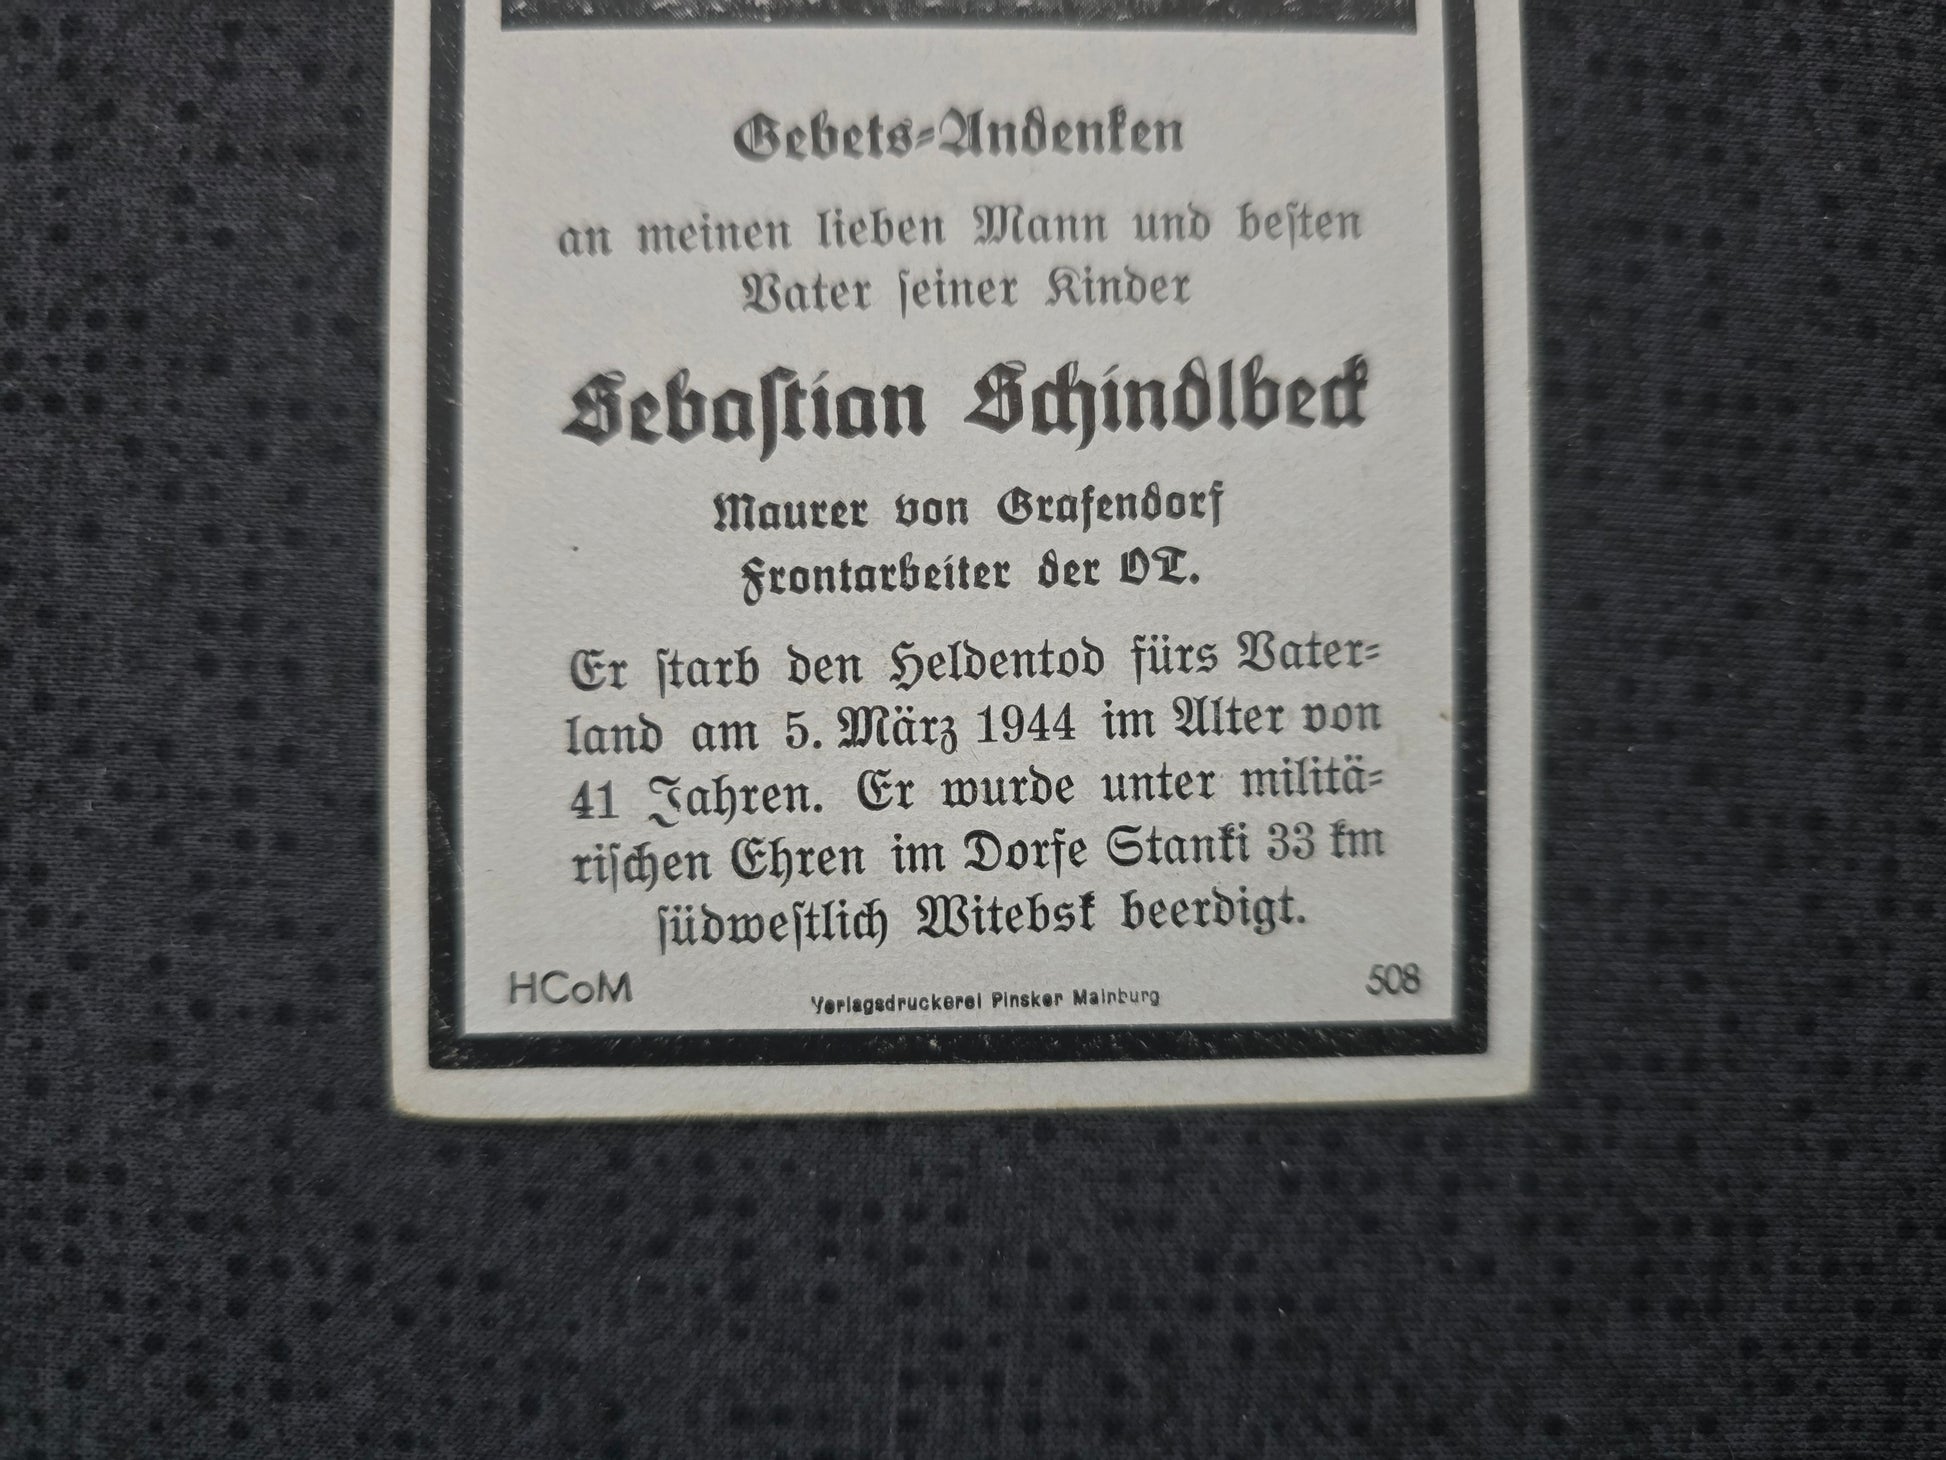 Gebets-Andenken
an meinen lieben Mann und besten
Vater seiner Kinder
Sebastian Schindlbeck
Maurer von Grafendorf
Frontarbeiter der OT.
Er starb den Heldentod fürs Vater-
land am 5. März 1944 im Alter von
41 Jahren. Er wurde unter militä-
rischen Ehren im Dorfe Stanki 33 km
südwestlich Witebsk beerdigt.
HCoM
Verlagsdruckerei Pinsker Mainburg
508